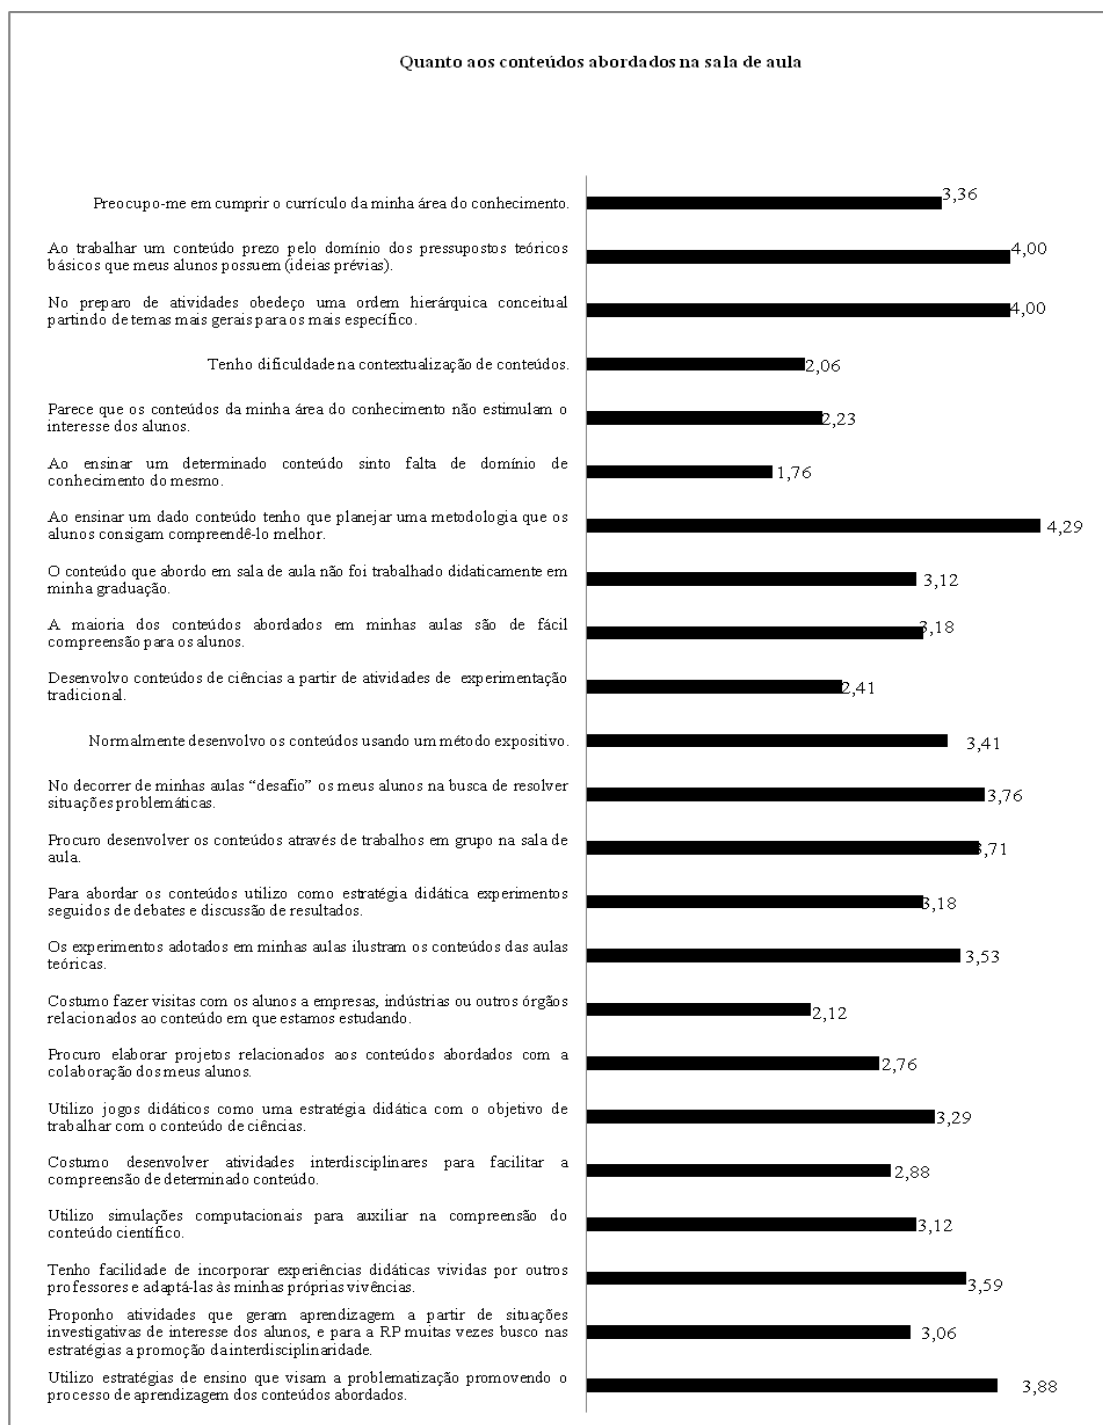 Quanto aos conteúdos abordados na sala de aula
Preocupo-me em cumprir o currículo da minha área do conhecimento.
3,36
Ao trabalhar um conteúdo prezo pelo domínio dos pressupostos teóricos
básicos que meus alunos possuem (ideias prévias).
4,00
No preparo de atividades obedeço uma ordem hierárquica conceitual
partindo de temas mais gerais para os mais específico.
4,00
Tenho dificuldade na contextualização de conteúdos.
2,06
Parece que os conteúdos da minha área do conhecimento não estimulam o
interesse dos alunos.
2,23
Ao ensinar um determinado conteúdo sinto falta de domínio de
conhecimento do mesmo.
1,76
Ao ensinar um dado conteúdo tenho que planejar uma metodologia que os
alunos consigam compreendê-lo melhor.
4,29
O conteúdo que abordo em sala de aula não foi trabalhado didaticamente em
minha graduação.
3,12
A maioria dos conteúdos abordados em minhas aulas são de fácil
compreensão para os alunos.
3,18
Desenvolvo conteúdos de ciências a partir de atividades de experimentação
tradicional.
2,41
Normalmente desenvolvo os conteúdos usando um método expositivo.
3,41
No decorrer de minhas aulas “desafio” os meus alunos na busca de resolver
situações problemáticas.
3,76
Procuro desenvolver os conteúdos através de trabalhos em grupo na sala de
aula.
3,71
Para abordar os conteúdos utilizo como estratégia didática experimentos
seguidos de debates e discussão de resultados.
3,18
Os experimentos adotados em minhas aulas ilustram os conteúdos das aulas
teóricas.
3,53
Costumo fazer visitas com os alunos a empresas, indústrias ou outros órgãos
relacionados ao conteúdo em que estamos estudando.
2,12
Procuro elaborar projetos relacionados aos conteúdos abordados com a
colaboração dos meus alunos.
2,76
Utilizo jogos didáticos como uma estratégia didática com o objetivo de
trabalhar com o conteúdo de ciências.
3,29
Costumo desenvolver atividades interdisciplinares para facilitar a
compreensão de determinado conteúdo.
2,88
Utilizo simulações computacionais para auxiliar na compreensão do
conteúdo científico.
3,12
Tenho facilidade de incorporar experiências didáticas vividas por outros
professores e adaptá-las às minhas próprias vivências.
3,59
Proponho atividades que geram aprendizagem a partir de situações
investigativas de interesse dos alunos, e para a RP muitas vezes busco nas
estratégias a promoção da interdisciplinaridade.
3,06
Utilizo estratégias de ensino que visam a problematização promovendo o
processo de aprendizagem dos conteúdos abordados.
3,88